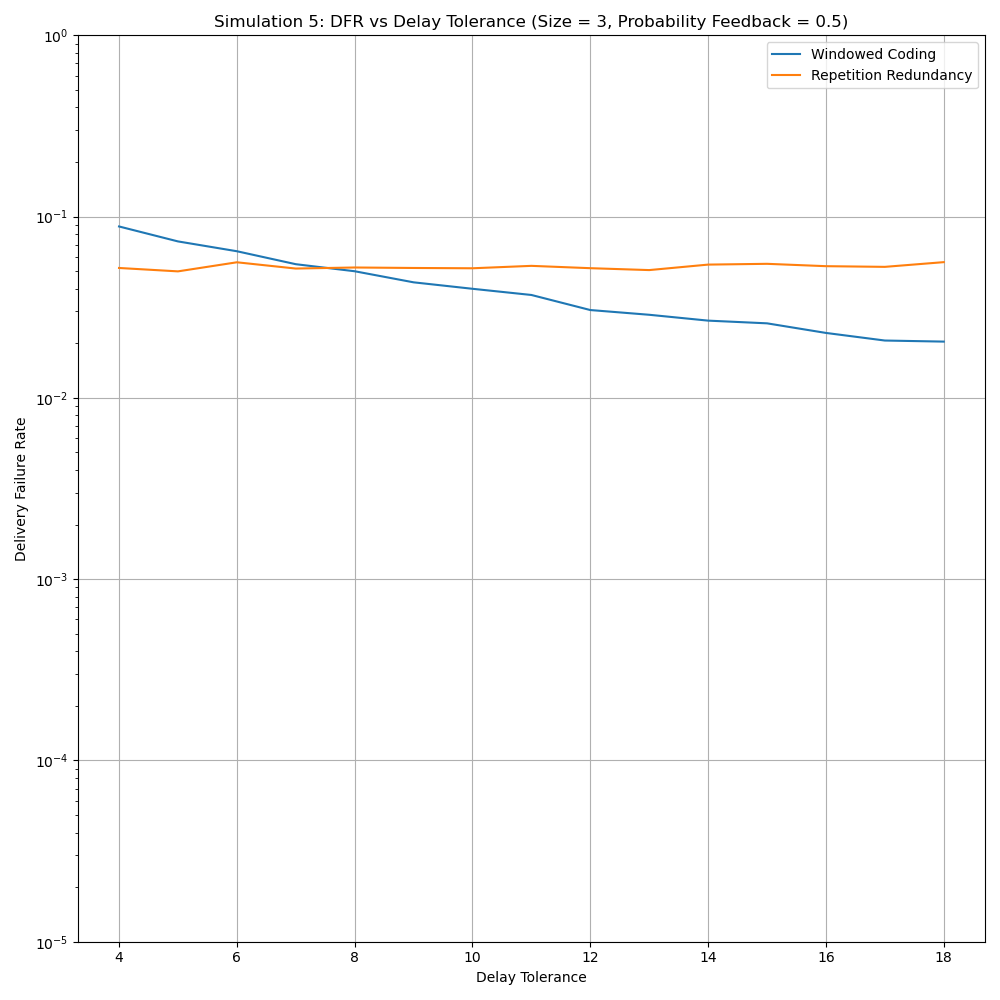 Simulation 5: DFR vs Delay Tolerance (Size = 3, Probability Feedback = 0.5)
Windowed Coding
Repetition Redundancy
Delivery Failure Rate
10⁰
10⁻¹
10⁻²
10⁻³
10⁻⁴
10⁻⁵
4 6 8 10 12 14 16 18
Delay Tolerance